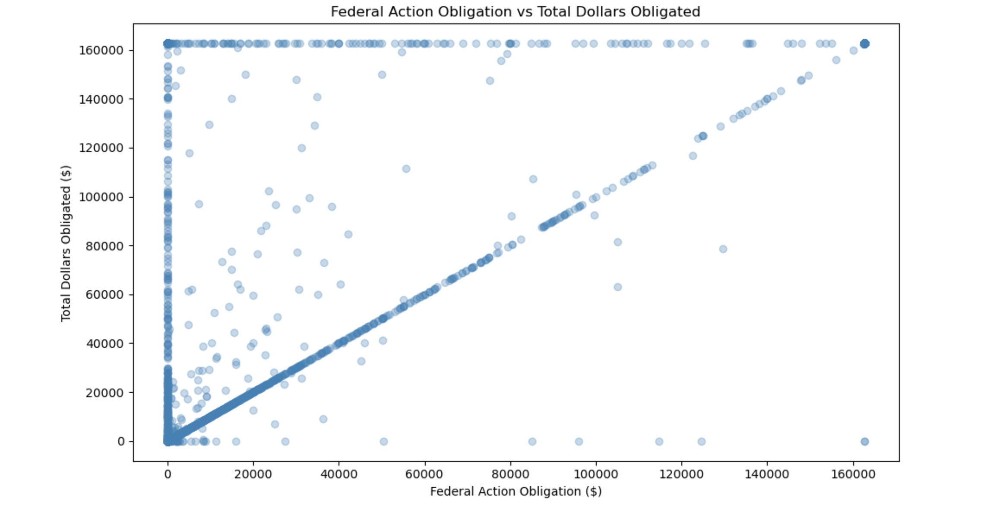 Federal Action Obligation vs Total Dollars Obligated
160000
140000
120000
100000
80000
60000
40000
20000
0
Total Dollars Obligated ($)
0 20000 40000 60000 80000 100000 120000 140000 160000
Federal Action Obligation ($)